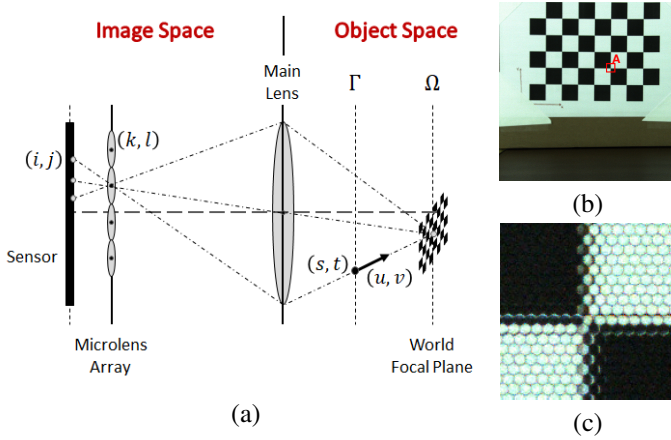 Image Space
Object Space
Main
Lens
Γ
Ω
(i, j)
(k, l)
Sensor
(s, t)
(u, v)
Microlens
Array
World
Focal Plane
(a)
A
(b)
(c)